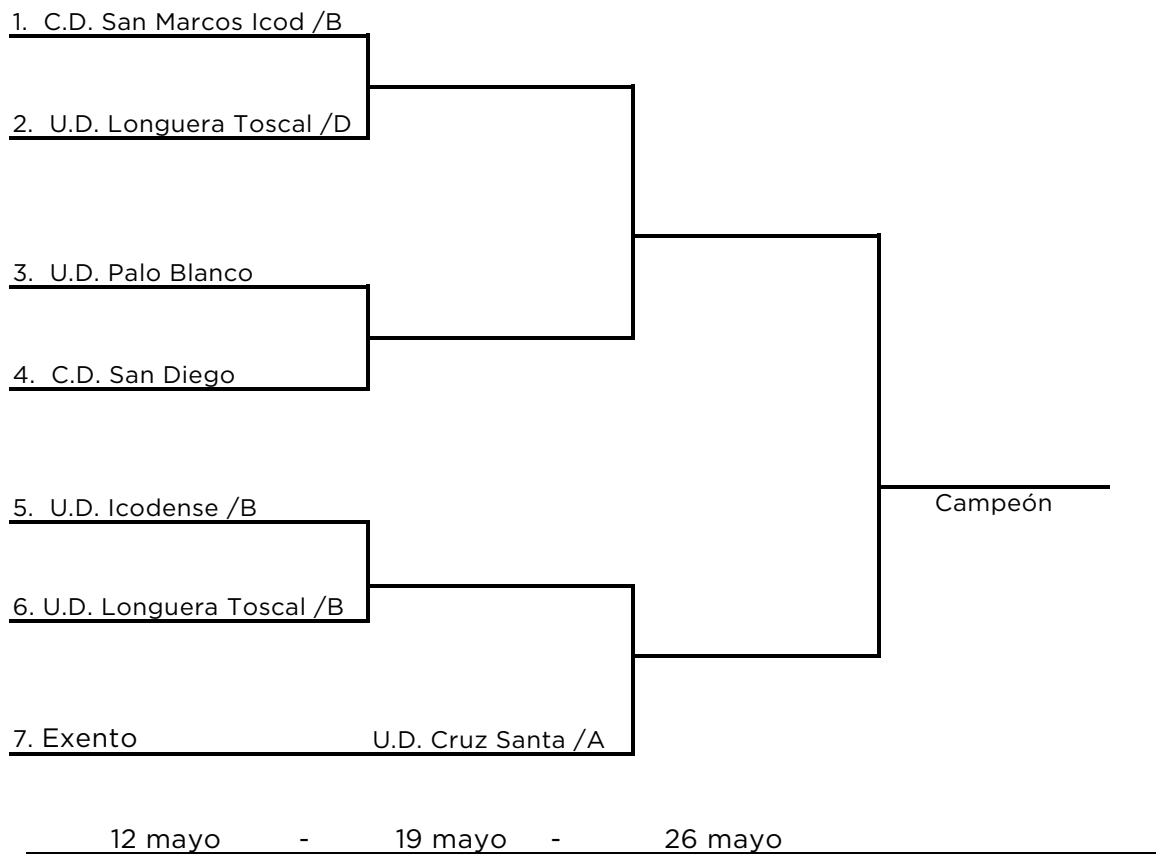 1. C.D. San Marcos Icod /B
2. U.D. Longuera Toscal /D
3. U.D. Palo Blanco
4. C.D. San Diego
5. U.D. Icodense /B
Campeón
6. U.D. Longuera Toscal /B
7. Exento U.D. Cruz Santa /A
12 mayo - 19 mayo - 26 mayo